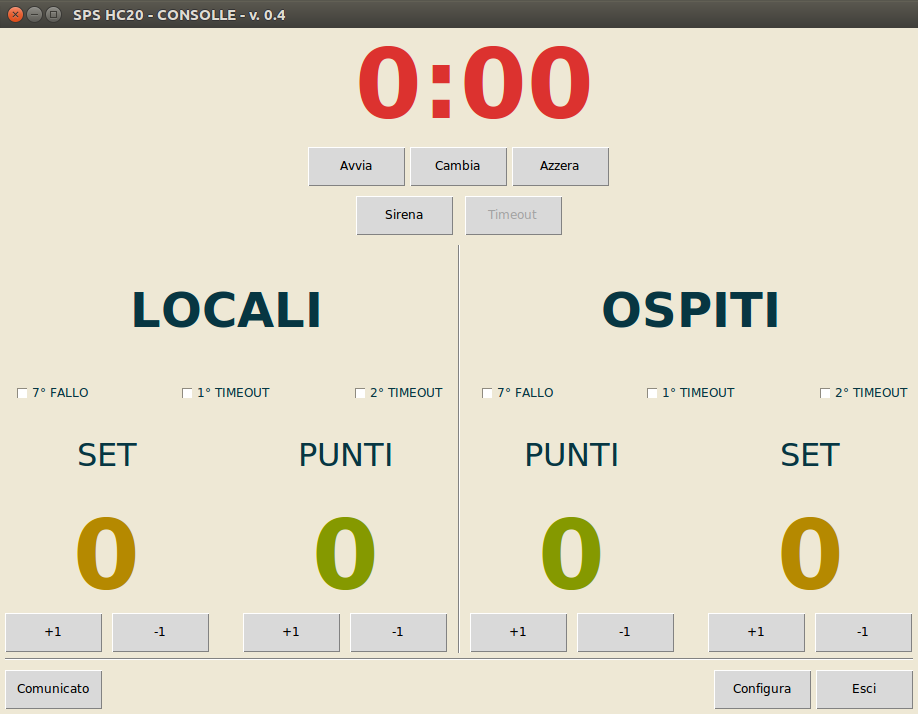 SPS HC20 - CONSOLLE - v. 0.4
0:00
Avvia Cambia Azzera
Sirena Timeout
LOCALI OSPITI
7° FALLO 1° TIMEOUT 2° TIMEOUT 7° FALLO 1° TIMEOUT 2° TIMEOUT
SET PUNTI PUNTI SET
0 0 0 0
+1 -1 +1 -1 +1 -1 +1 -1
Comunicato Configura Esci